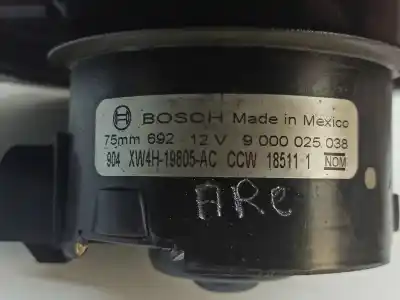 BOSCH Made in Mexico
75mm 692 12 V 9 000 025 038
904 XW4H-19805-AC CCW 18511 1 NOM
ARC